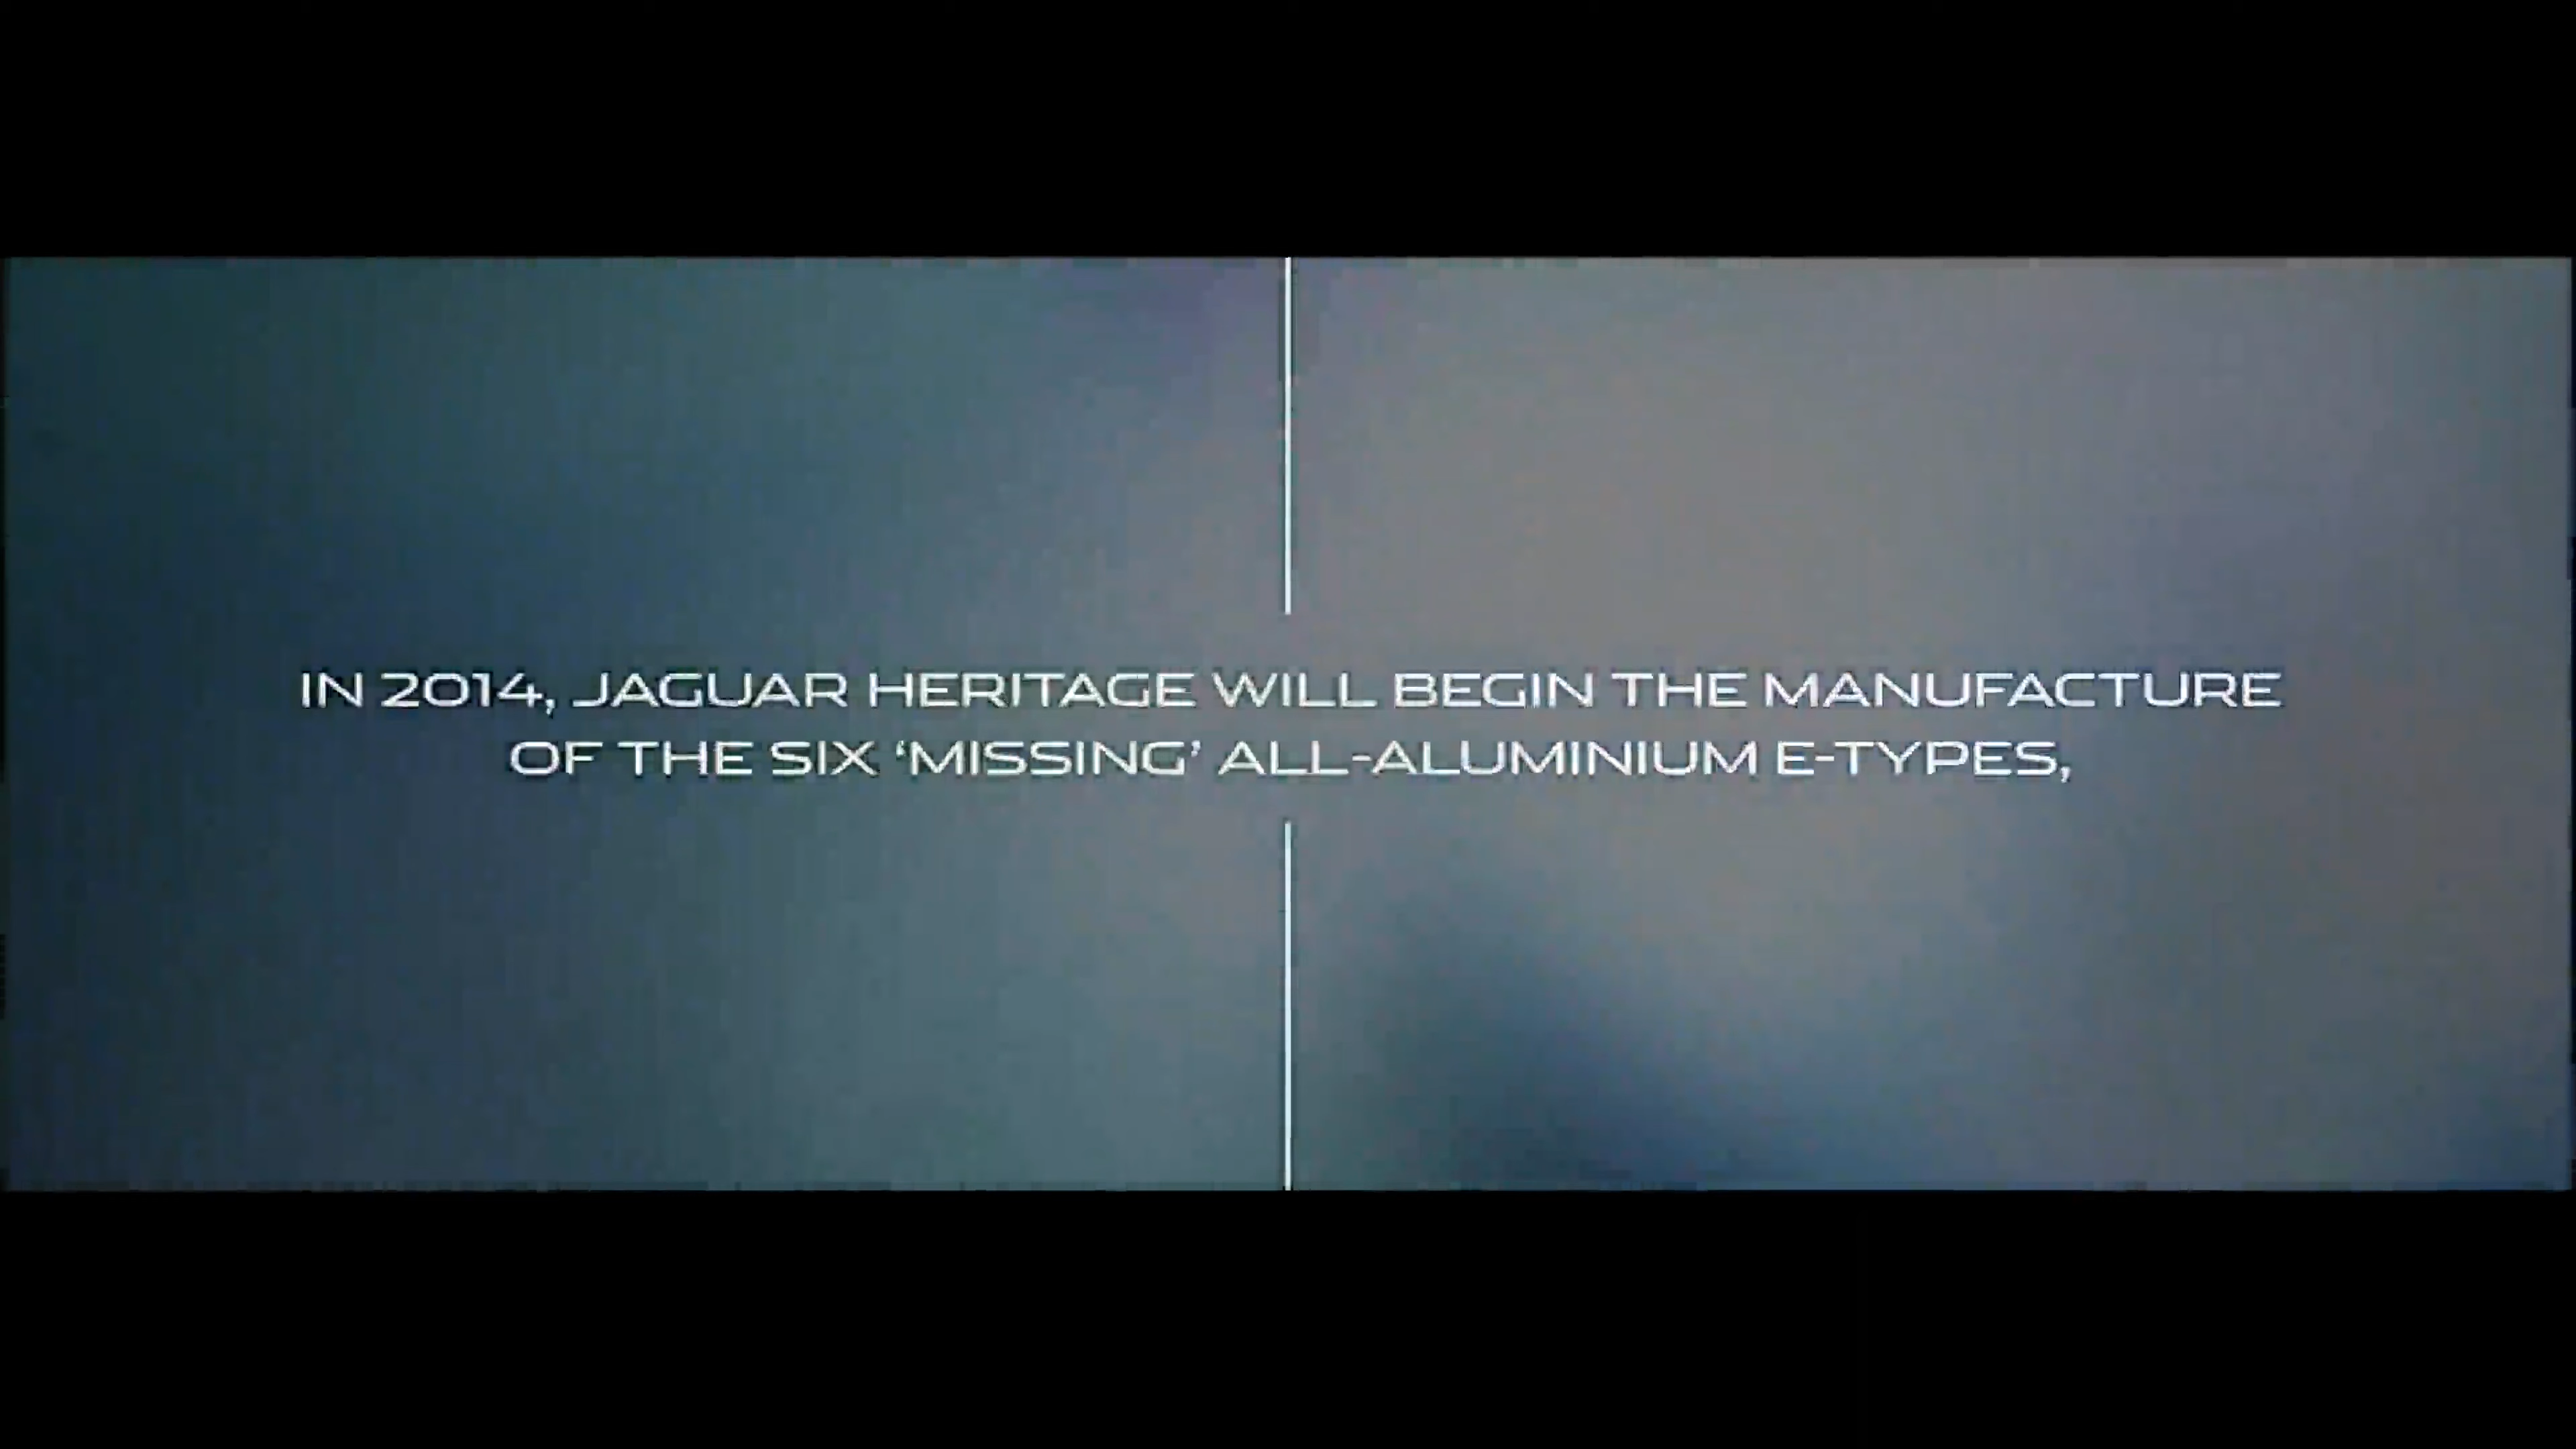 IN 2014, JAGUAR HERITAGE WILL BEGIN THE MANUFACTURE
OF THE SIX ‘MISSING’ ALL-ALUMINIUM E-TYPES,